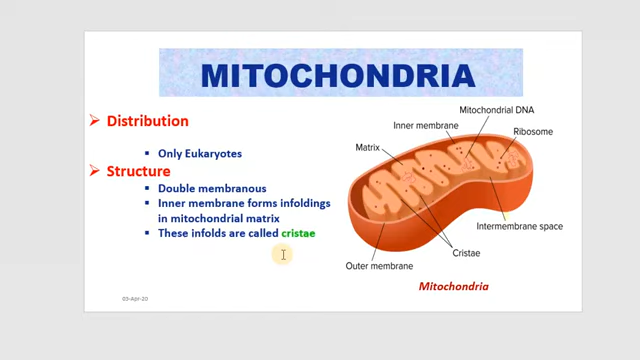 MITOCHONDRIA
Distribution
Only Eukaryotes
Structure
Double membranous
Inner membrane forms infoldings
in mitochondrial matrix
These infolds are called cristae
Mitochondrial DNA
Inner membrane
Ribosome
Matrix
Intermembrane space
Cristae
Outer membrane
Mitochondria
03-Apr-20